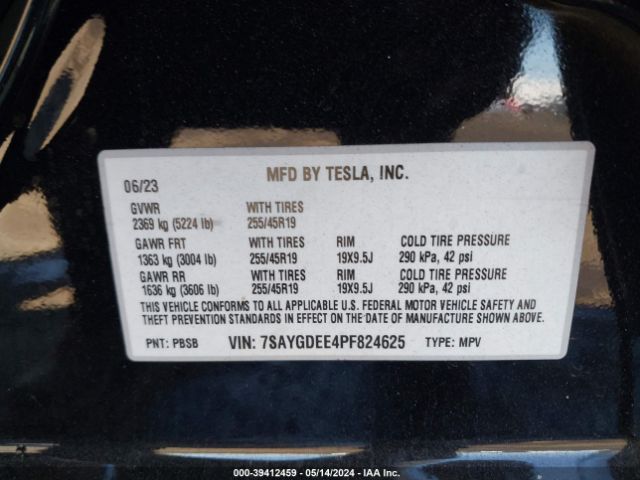 MFD BY TESLA, INC.
06/23
GVWR WITH TIRES
2369 kg (5224 lb) 255/45R19
GAWR FRT WITH TIRES RIM COLD TIRE PRESSURE
1363 kg (3004 lb) 255/45R19 19X9.5J 290 kPa, 42 psi
GAWR RR WITH TIRES RIM COLD TIRE PRESSURE
1636 kg (3606 lb) 255/45R19 19X9.5J 290 kPa, 42 psi
THIS VEHICLE CONFORMS TO ALL APPLICABLE U.S. FEDERAL MOTOR VEHICLE SAFETY AND
THEFT PREVENTION STANDARDS IN EFFECT ON THE DATE OF MANUFACTURE SHOWN ABOVE.
PNT: PBSB VIN: 7SAYGDEE4PF824625 TYPE: MPV
000-39412459 - 05/14/2024 - IAA Inc.